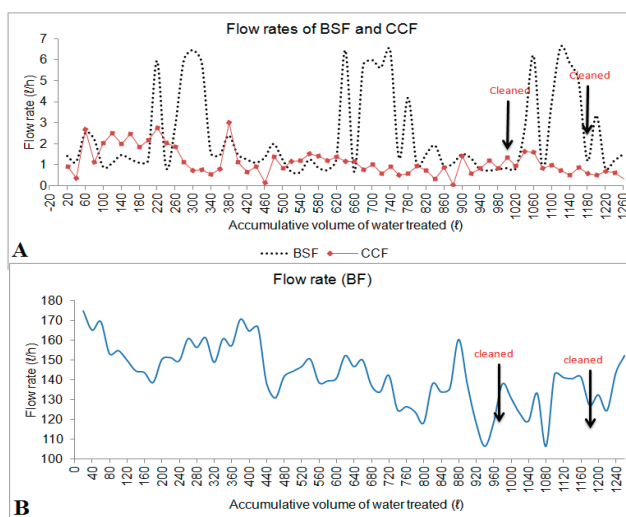 Flow rates of BSF and CCF
7
6
5
4
3
2
1
0
Flow rate (ℓ/h)
Cleaned
Cleaned
-20 20 60 100 140 180 220 260 300 340 380 420 460 500 540 580 620 660 700 740 780 820 860 900 940 980 1020 1060 1100 1140 1180 1220 1260
Accumulative volume of water treated (ℓ)
A
BSF CCF
Flow rate (BF)
180
170
160
150
140
130
120
110
100
Flow rate (ℓ/h)
cleaned
cleaned
0 40 80 120 160 200 240 280 320 360 400 440 480 520 560 600 640 680 720 760 800 840 880 920 960 1000 1040 1080 1120 1160 1200 1240
Accumulative volume of water treated (ℓ)
B